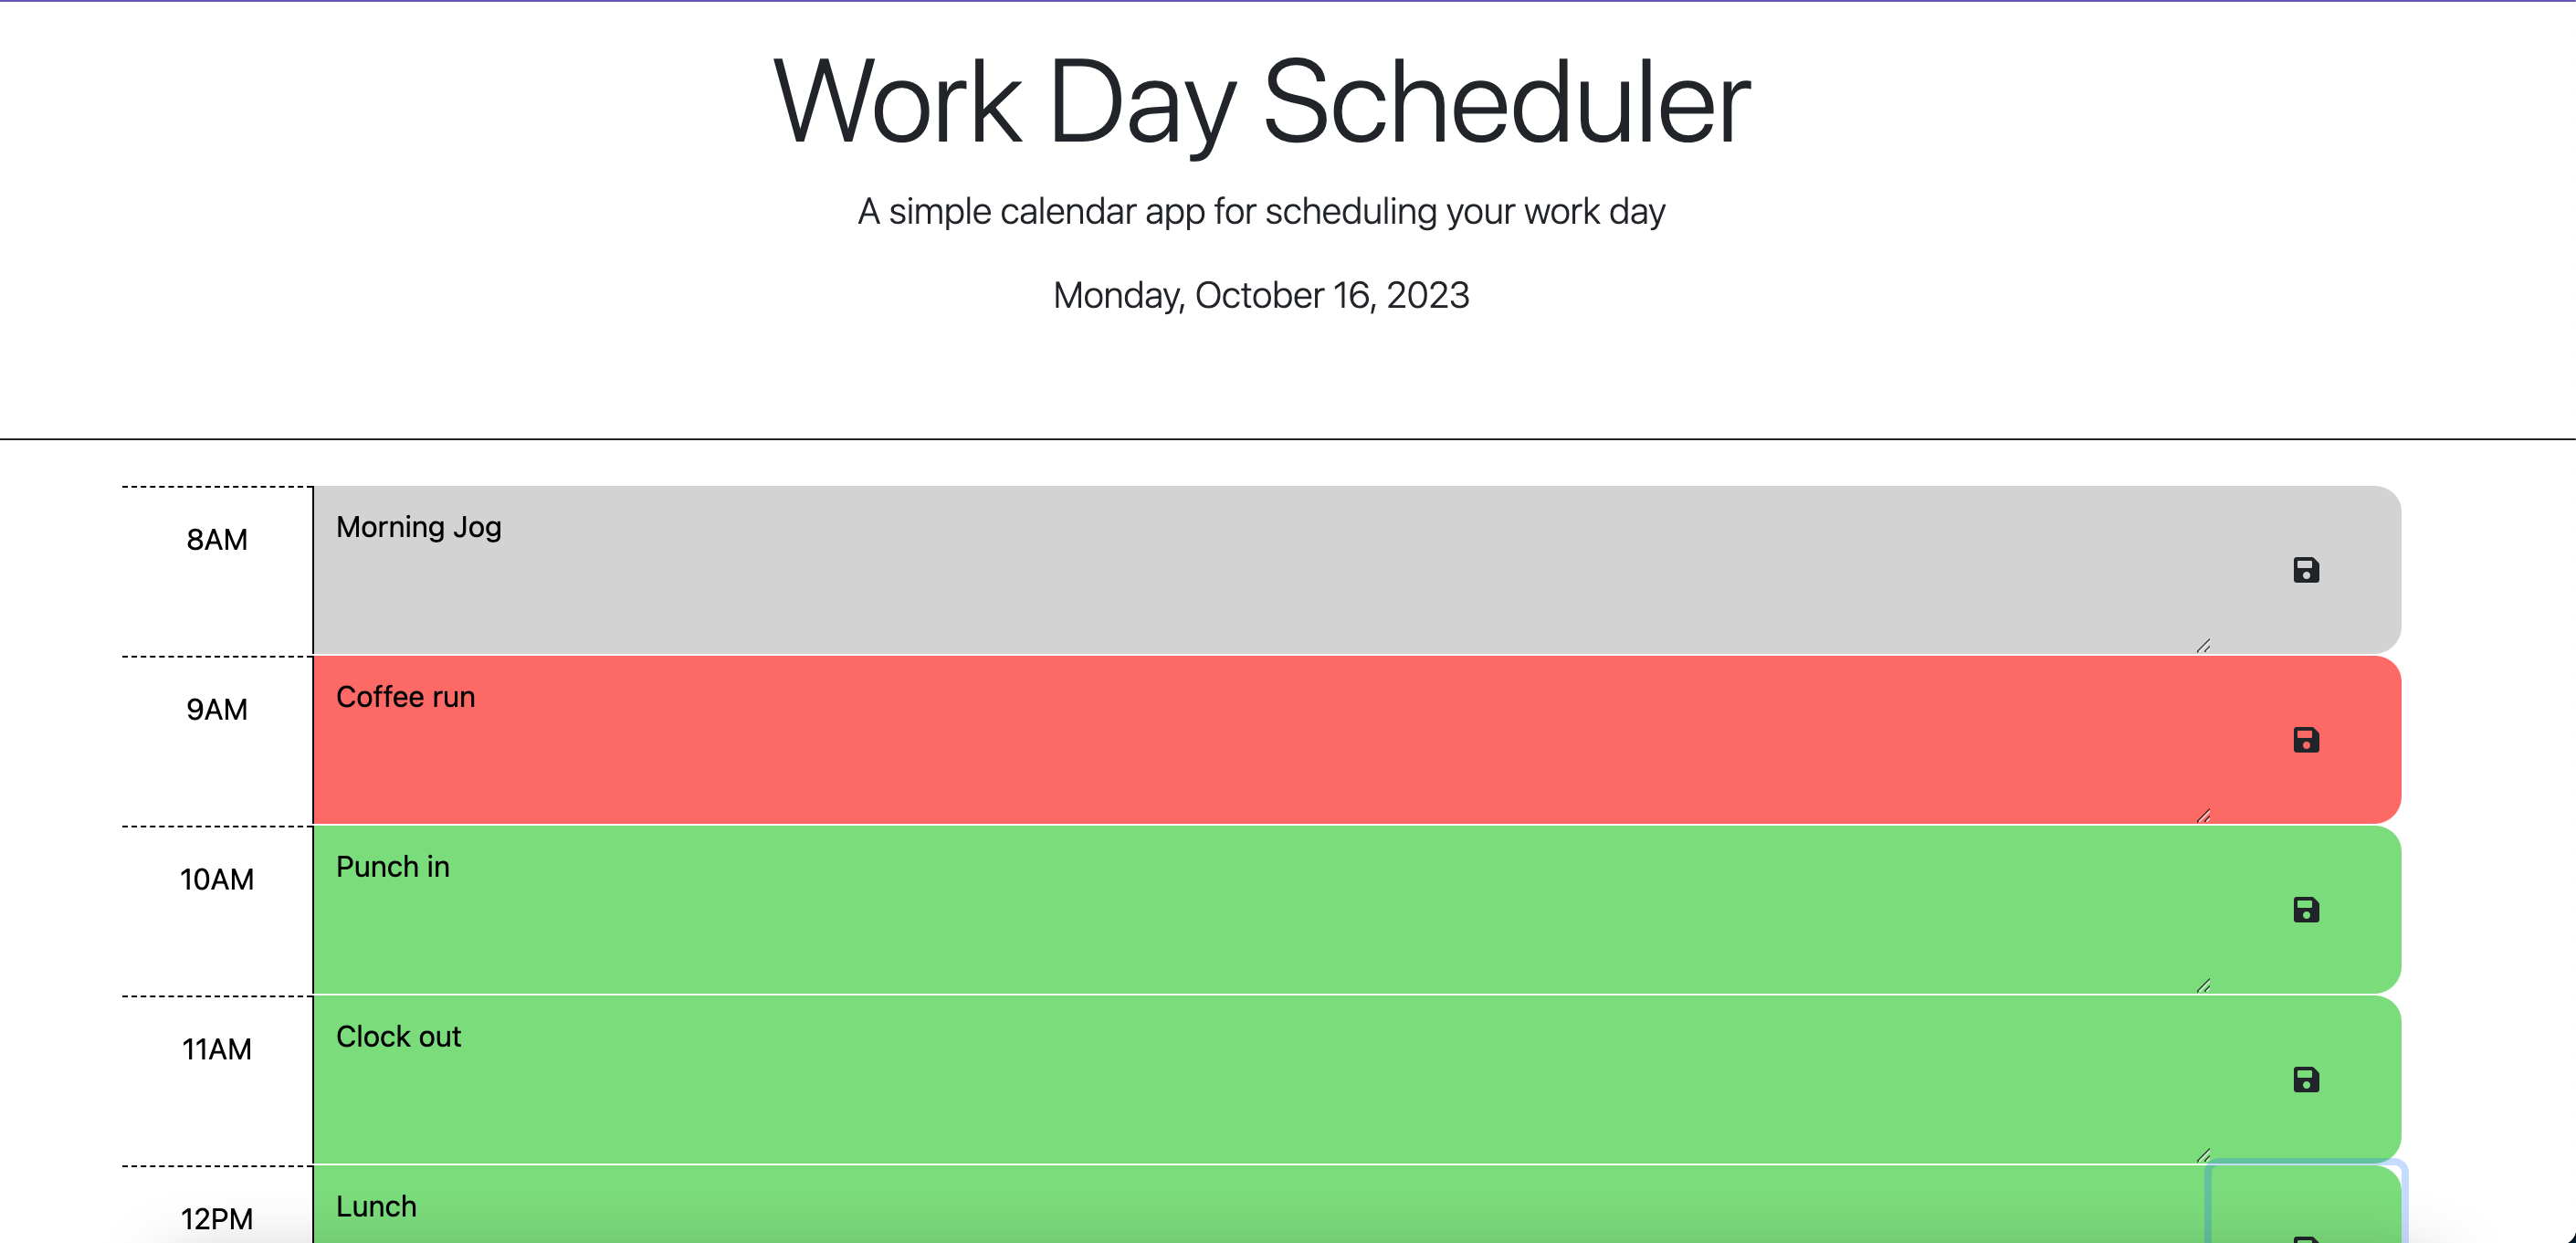 Work Day Scheduler
A simple calendar app for scheduling your work day
Monday, October 16, 2023
8AM
Morning Jog
9AM
Coffee run
10AM
Punch in
11AM
Clock out
12PM
Lunch